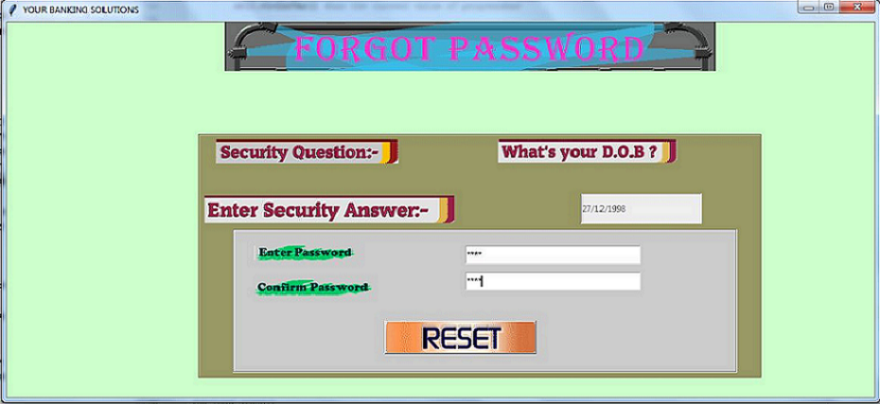 YOUR BANKING SOLUTIONS
FORGOT PASSWORD
Security Question:- What's your D.O.B ?
Enter Security Answer:- 27/12/1998
Enter Password ****
Confirm Password ****
RESET